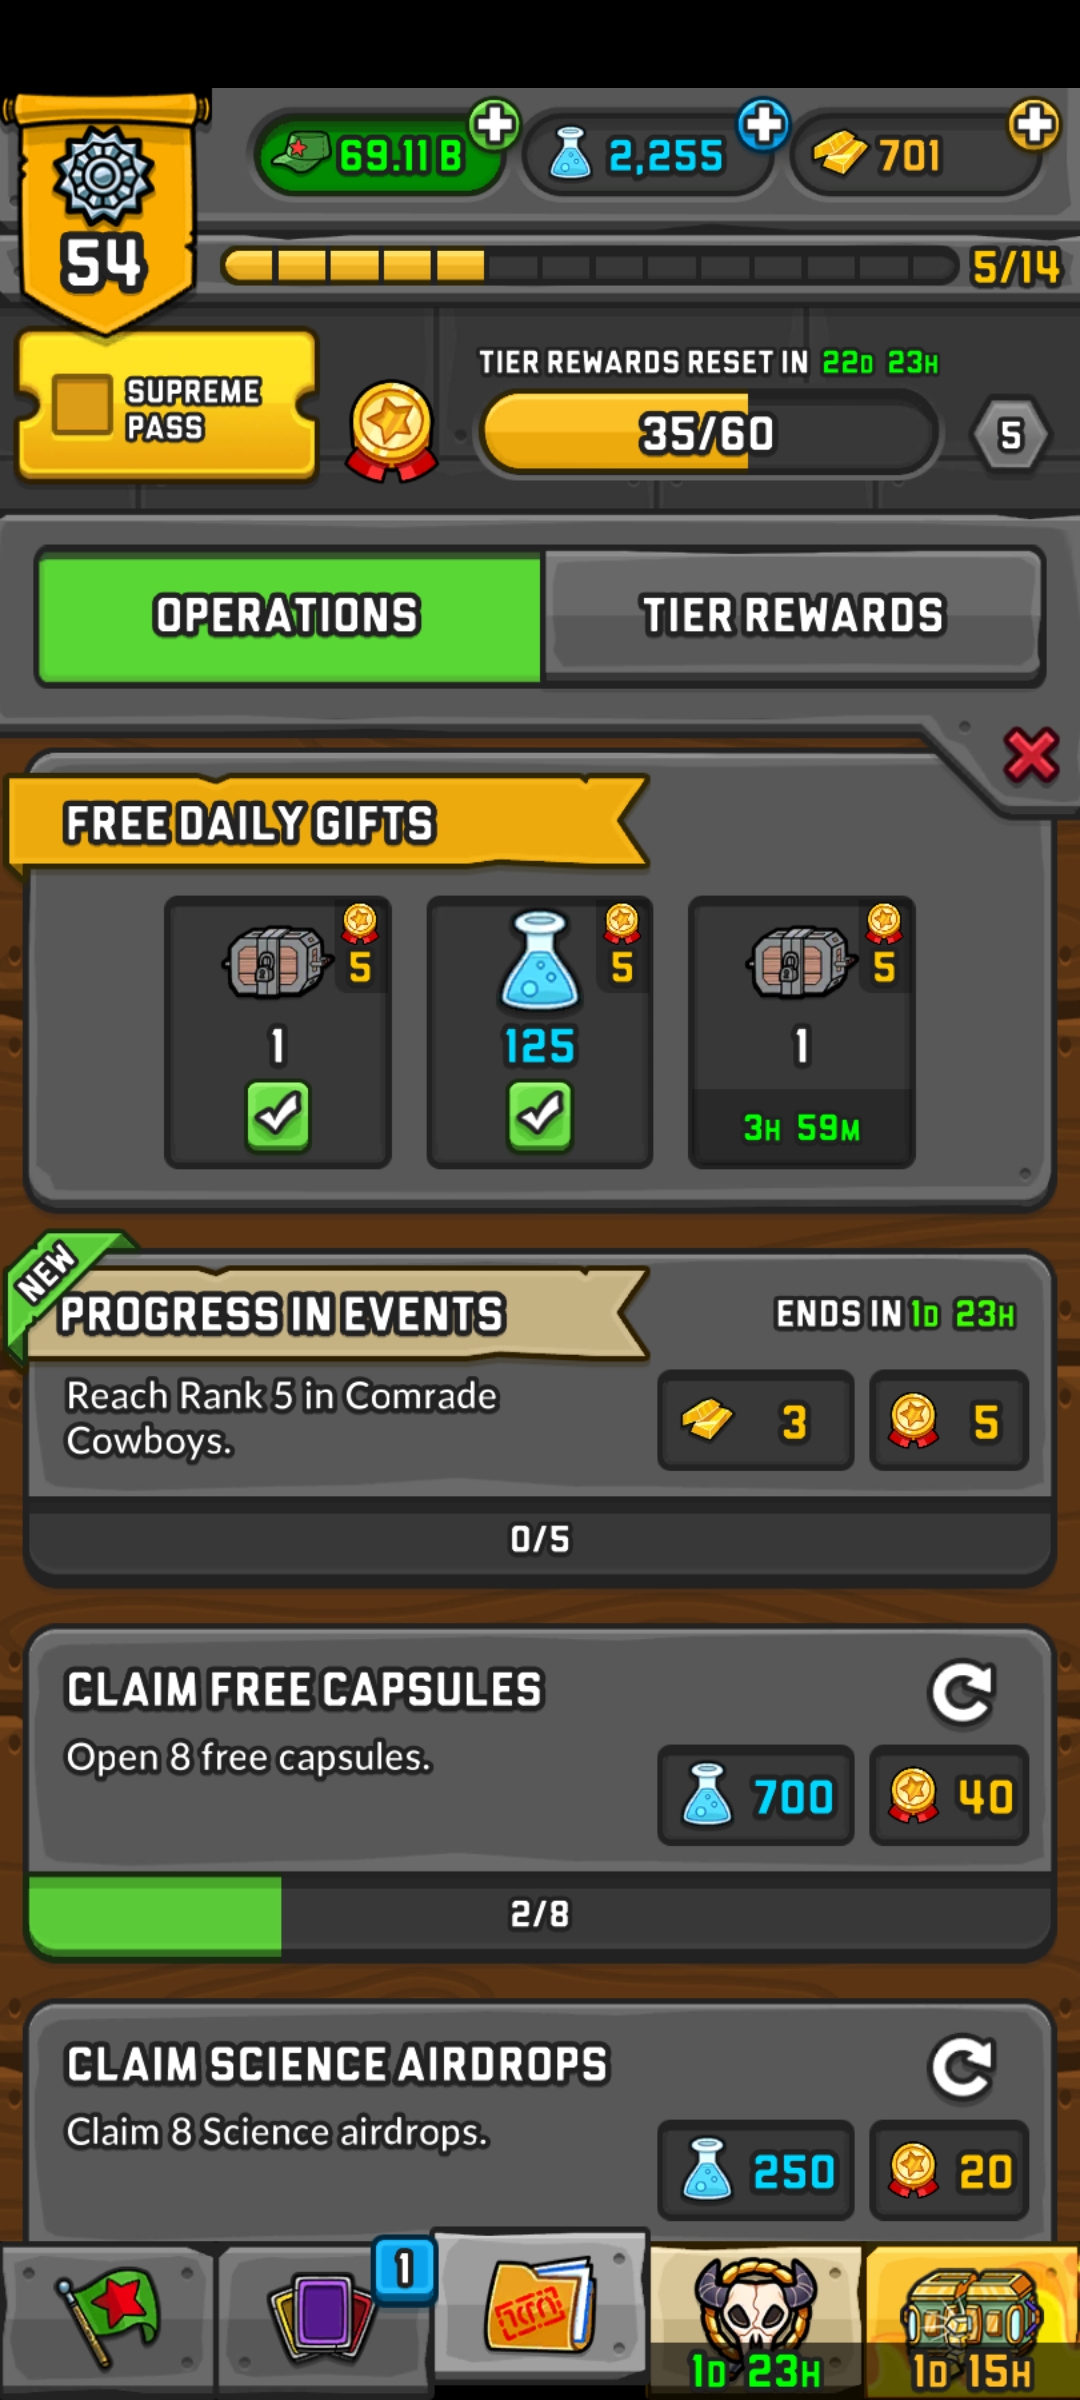 69.11 B
2,255
701
54
5/14
SUPREME
PASS
TIER REWARDS RESET IN 22D 23H
35/60
5
OPERATIONS
TIER REWARDS
FREE DAILY GIFTS
5
5
5
1
125
1
3H 59M
NEW
PROGRESS IN EVENTS
ENDS IN 1D 23H
Reach Rank 5 in Comrade
Cowboys.
3
5
0/5
CLAIM FREE CAPSULES
Open 8 free capsules.
700
40
2/8
CLAIM SCIENCE AIRDROPS
Claim 8 Science airdrops.
250
20
1
1D 23H
1D 15H